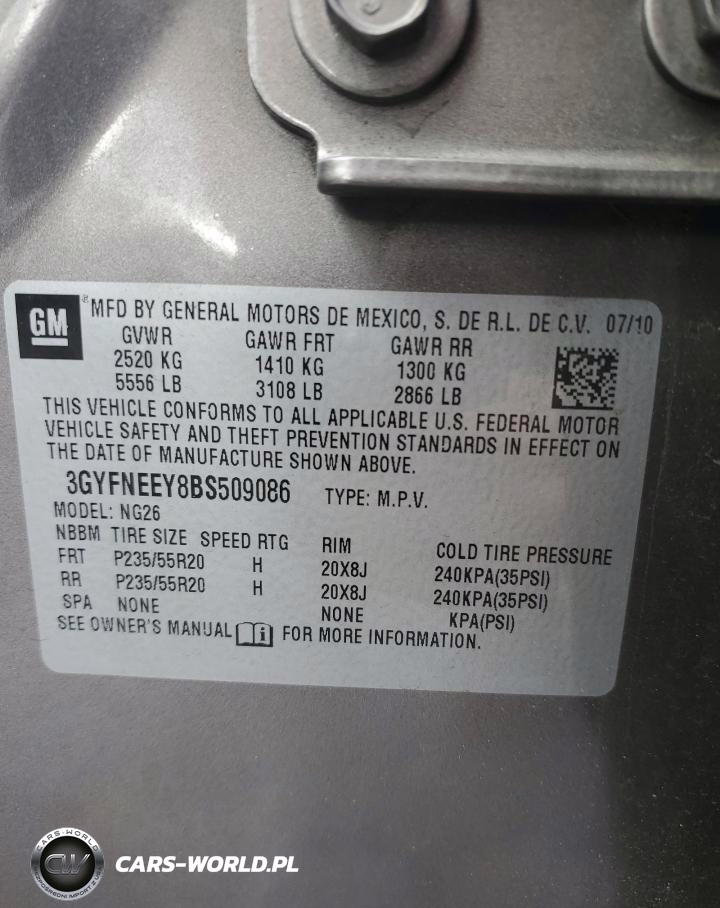 GM
® MFD BY GENERAL MOTORS DE MEXICO, S. DE R.L. DE C.V. 07/10
GVWR GAWR FRT GAWR RR
2520 KG 1410 KG 1300 KG
5556 LB 3108 LB 2866 LB
THIS VEHICLE CONFORMS TO ALL APPLICABLE U.S. FEDERAL MOTOR
VEHICLE SAFETY AND THEFT PREVENTION STANDARDS IN EFFECT ON
THE DATE OF MANUFACTURE SHOWN ABOVE.
3GYFNEEY8BS509086 TYPE: M.P.V.
MODEL: NG26
NBBM TIRE SIZE SPEED RTG RIM COLD TIRE PRESSURE
FRT P235/55R20 H 20X8J 240KPA(35PSI)
RR P235/55R20 H 20X8J 240KPA(35PSI)
SPA NONE NONE KPA(PSI)
SEE OWNER'S MANUAL i FOR MORE INFORMATION.
CARS-WORLD
CW
CARS-WORLD.PL